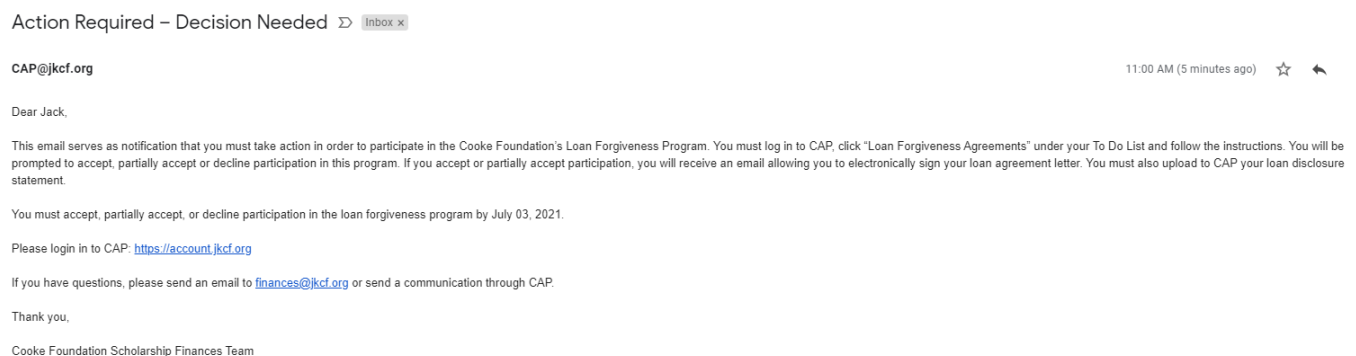 Action Required – Decision Needed Inbox ×
CAP@jkcf.org 11:00 AM (5 minutes ago)
Dear Jack,
This email serves as notification that you must take action in order to participate in the Cooke Foundation's Loan Forgiveness Program. You must log in to CAP, click “Loan Forgiveness Agreements” under your To Do List and follow the instructions. You will be
prompted to accept, partially accept or decline participation in this program. If you accept or partially accept participation, you will receive an email allowing you to electronically sign your loan agreement letter. You must also upload to CAP your loan disclosure
statement.
You must accept, partially accept, or decline participation in the loan forgiveness program by July 03, 2021.
Please login in to CAP: https://account.jkcf.org
If you have questions, please send an email to finances@jkcf.org or send a communication through CAP.
Thank you,
Cooke Foundation Scholarship Finances Team